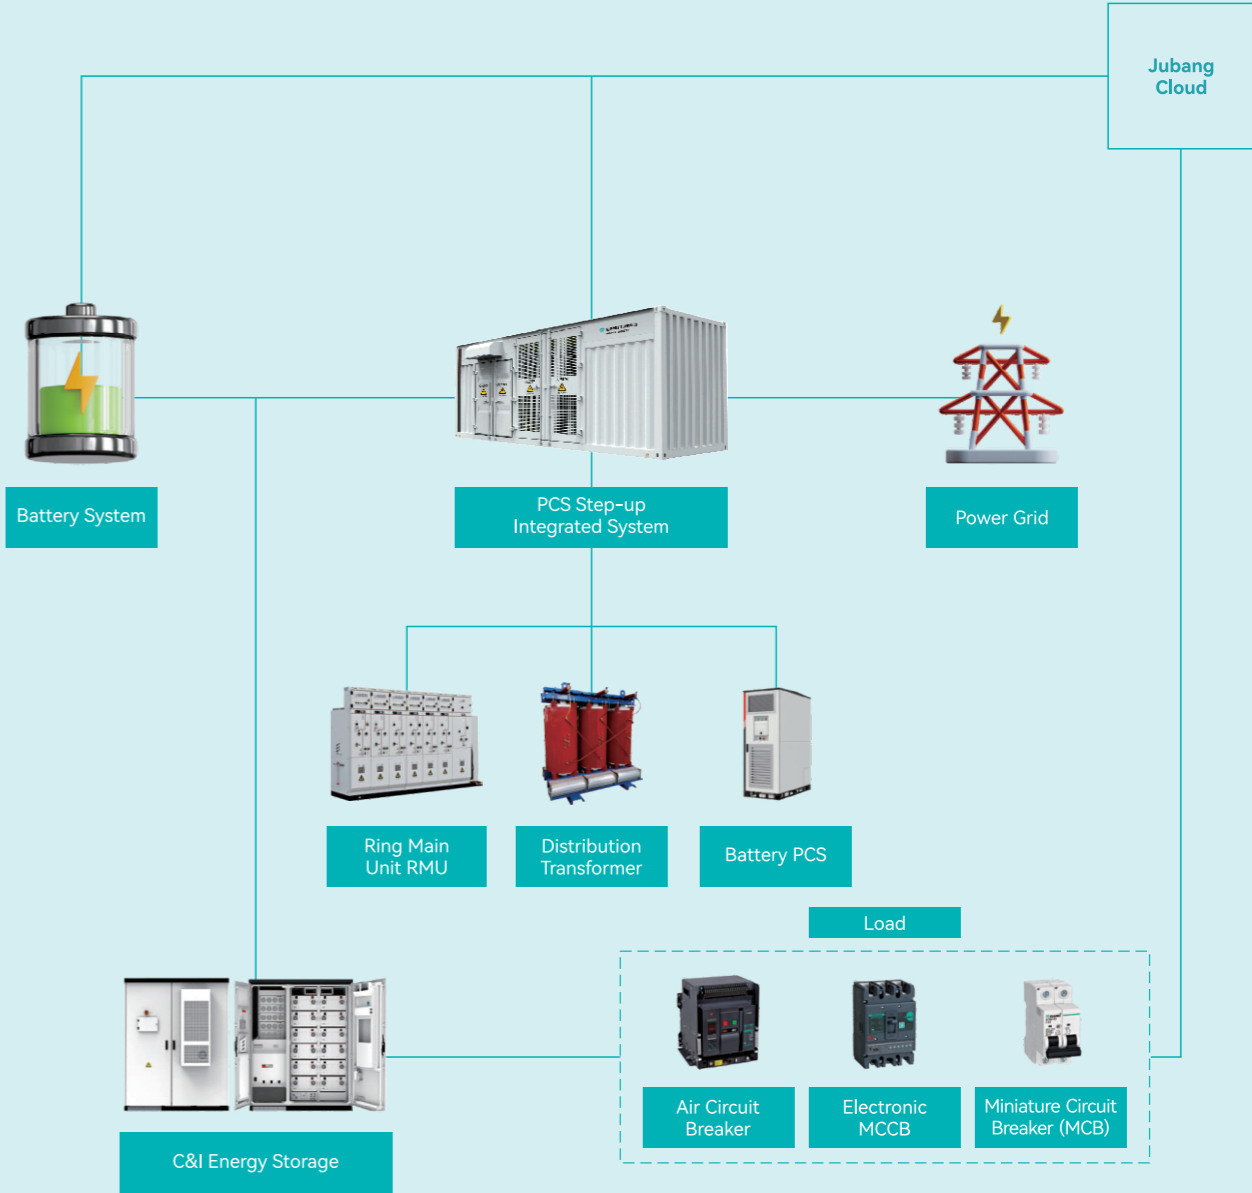 Jubang
Cloud
Battery System
PCS Step-up
Integrated System
Power Grid
Ring Main
Unit RMU
Distribution
Transformer
Battery PCS
Load
Air Circuit
Breaker
Electronic
MCCB
Miniature Circuit
Breaker (MCB)
C&I Energy Storage